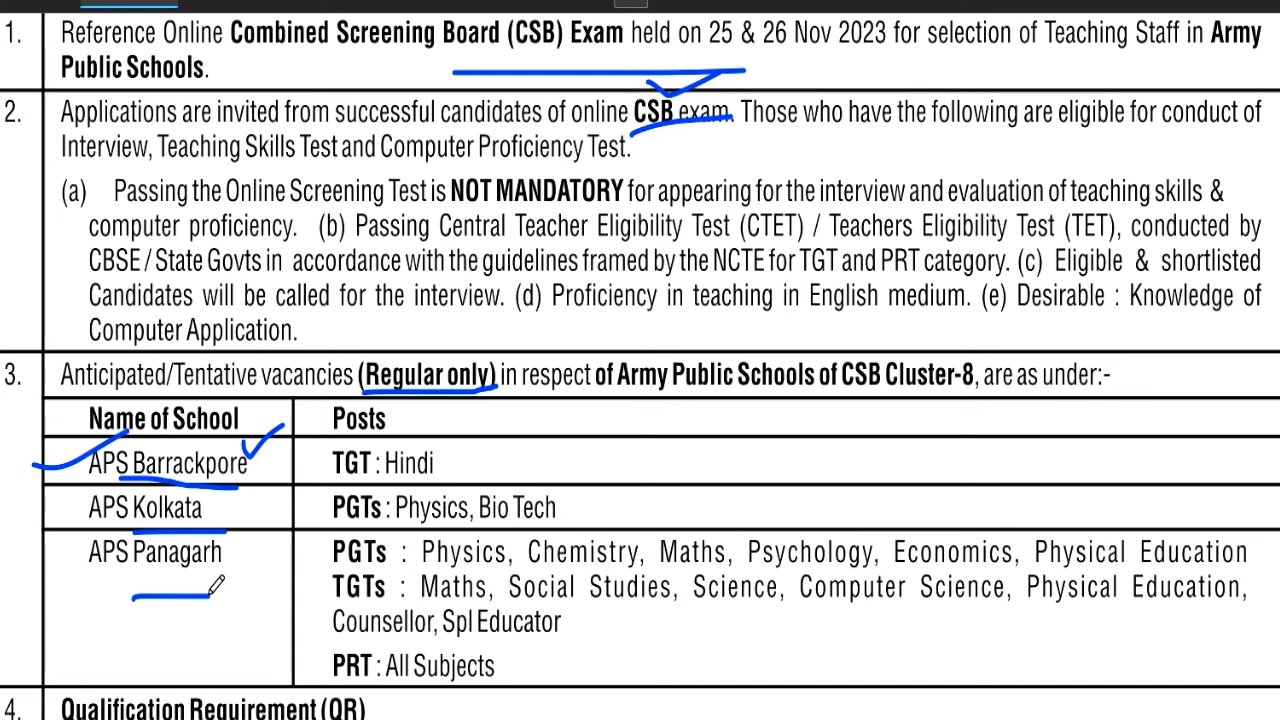 1. Reference Online Combined Screening Board (CSB) Exam held on 25 & 26 Nov 2023 for selection of Teaching Staff in Army
Public Schools.
2. Applications are invited from successful candidates of online CSB exam. Those who have the following are eligible for conduct of
Interview, Teaching Skills Test and Computer Proficiency Test.
(a) Passing the Online Screening Test is NOT MANDATORY for appearing for the interview and evaluation of teaching skills &
computer proficiency. (b) Passing Central Teacher Eligibility Test (CTET) / Teachers Eligibility Test (TET), conducted by
CBSE / State Govts in accordance with the guidelines framed by the NCTE for TGT and PRT category. (c) Eligible & shortlisted
Candidates will be called for the interview. (d) Proficiency in teaching in English medium. (e) Desirable : Knowledge of
Computer Application.
3. Anticipated/Tentative vacancies (Regular only) in respect of Army Public Schools of CSB Cluster-8, are as under:-
Name of School Posts
APS Barrackpore TGT : Hindi
APS Kolkata PGTs : Physics, Bio Tech
APS Panagarh PGTs : Physics, Chemistry, Maths, Psychology, Economics, Physical Education
TGTs : Maths, Social Studies, Science, Computer Science, Physical Education,
Counsellor, Spl Educator
PRT : All Subjects
4. Qualification Requirement (QR)